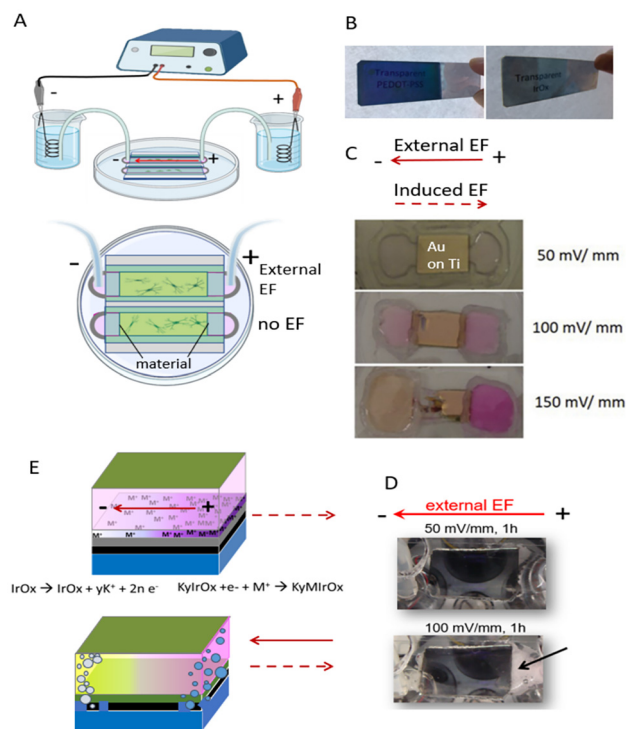 A
-
+
-
+
-
+
External
EF
no EF
material
B
Transparent
PEDOT-PSS
Transparent
IrOx
C
External EF
-
+
Induced EF
Au
on Ti
50 mV/ mm
100 mV/ mm
150 mV/ mm
E
M⁺ M⁺ M⁺ M⁺
-
+
M⁺ M⁺ M⁺ M⁺
IrOx → IrOx + yK⁺ + 2n e⁻
KyIrOx +e- + M⁺ → KyMIrOx
D
external EF
-
+
50 mV/mm, 1h
100 mV/mm, 1h